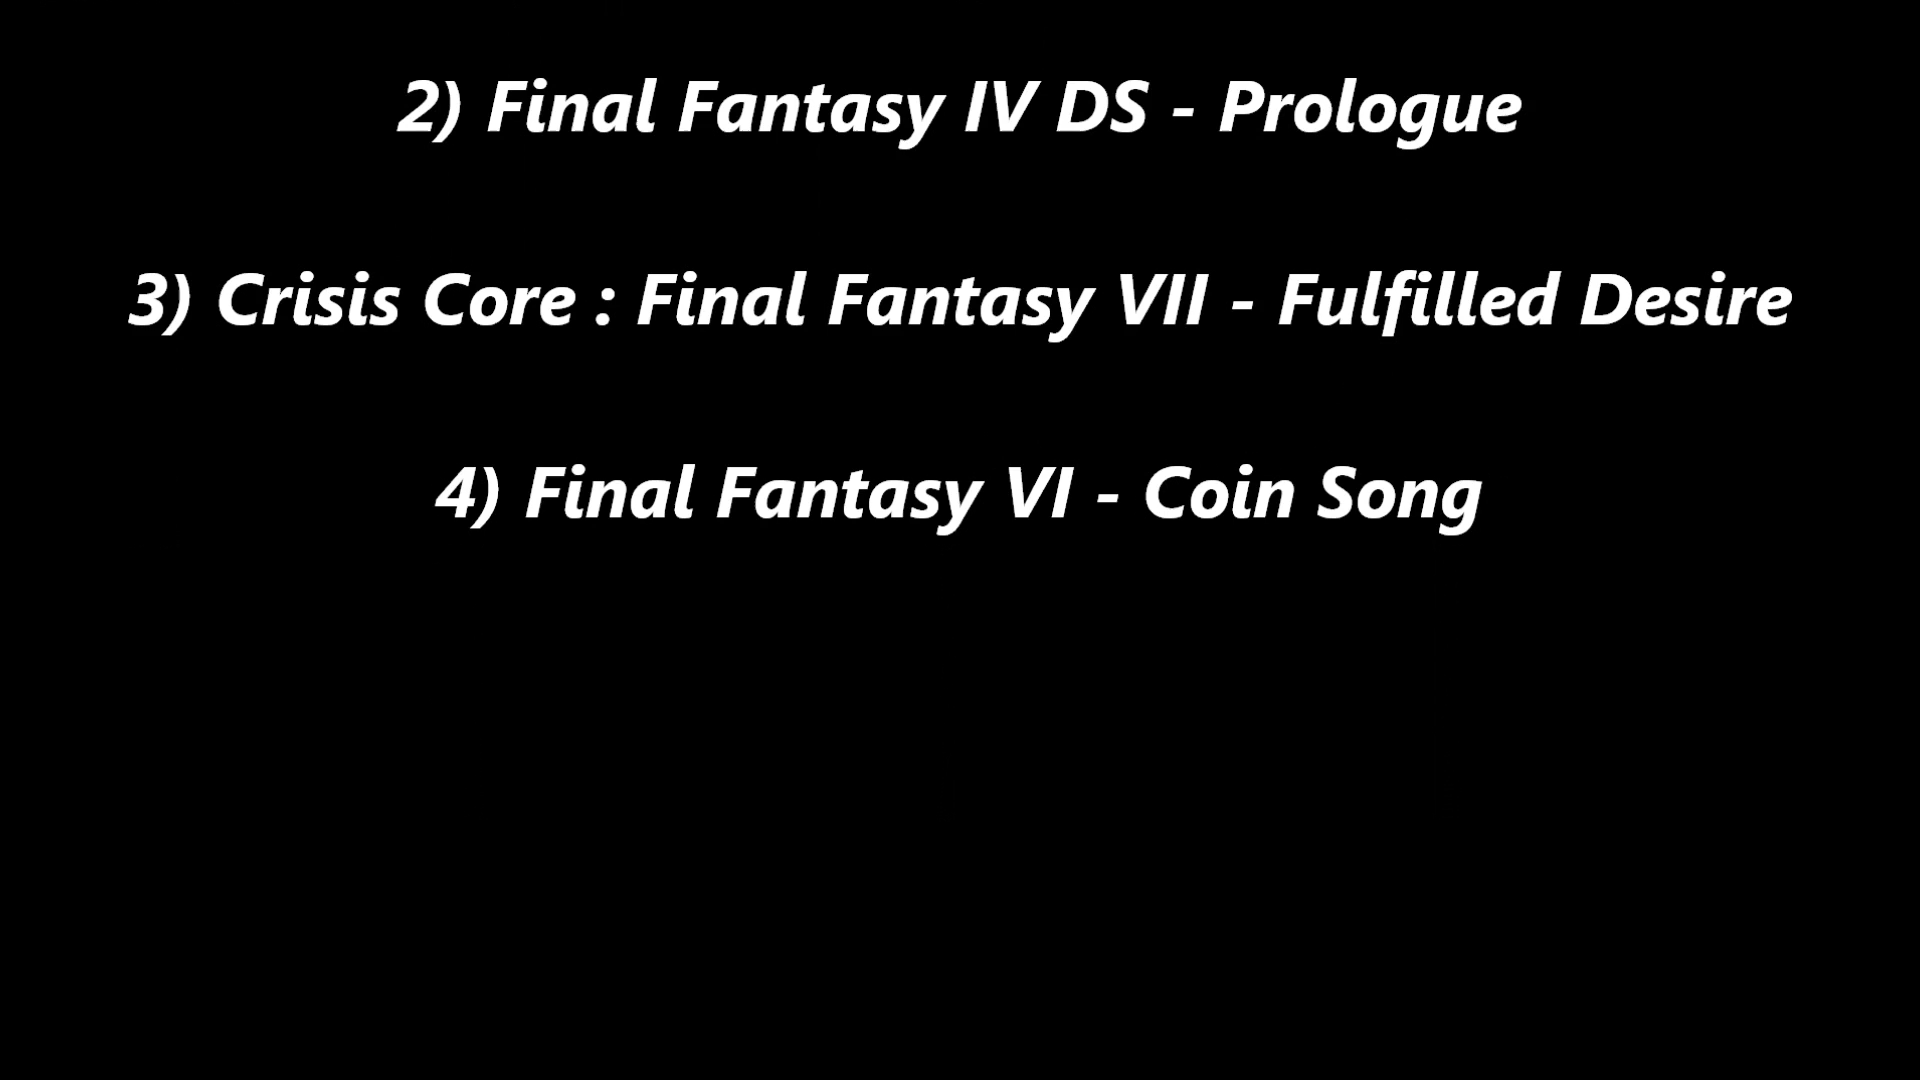 2) Final Fantasy IV DS - Prologue
3) Crisis Core : Final Fantasy VII - Fulfilled Desire
4) Final Fantasy VI - Coin Song